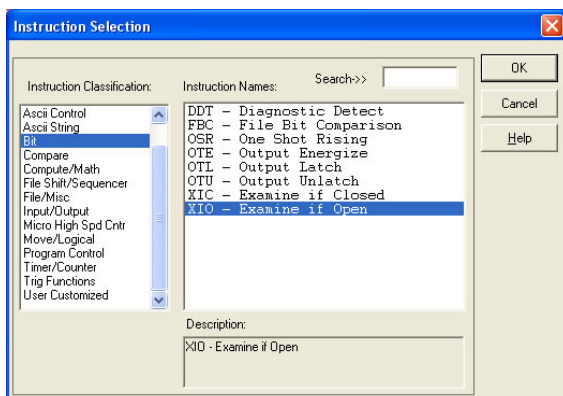 Instruction Selection
Instruction Classification:
Ascii Control
Ascii String
Bit
Compare
Compute/Math
File Shift/Sequencer
File/Misc
Input/Output
Micro High Spd Cntr
Move/Logical
Program Control
Timer/Counter
Trig Functions
User Customized
Instruction Names:
Search->>
DDT - Diagnostic Detect
FBC - File Bit Comparison
OSR - One Shot Rising
OTE - Output Energize
OTL - Output Latch
OTU - Output Unlatch
XIC - Examine if Closed
XIO - Examine if Open
Description:
XIO - Examine if Open
OK
Cancel
Help